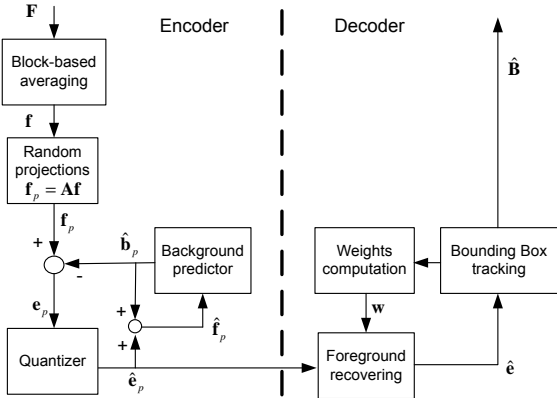 F
Encoder
Decoder
Block-based
averaging
B̂
f
Random
projections
f_p = Af
f_p
+
-
b̂_p
Background
predictor
Weights
computation
Bounding Box
tracking
e_p
+
+
f̂_p
w
Quantizer
ê_p
Foreground
recovering
ê